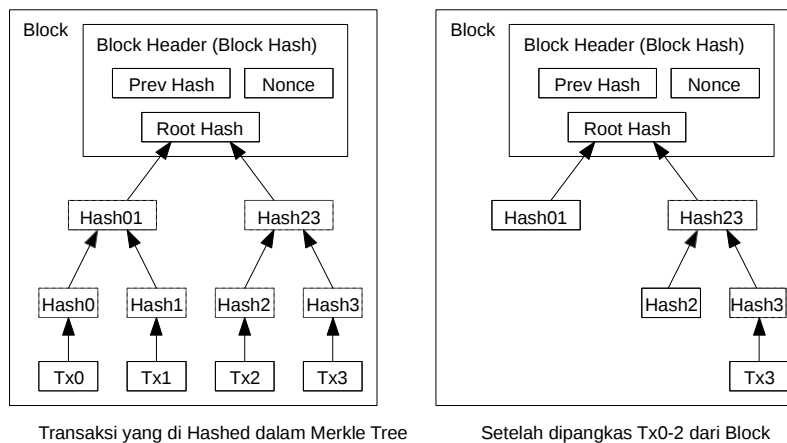 Block
Block Header (Block Hash)
Prev Hash
Nonce
Root Hash
Hash01
Hash23
Hash0
Hash1
Hash2
Hash3
Tx0
Tx1
Tx2
Tx3
Transaksi yang di Hashed dalam Merkle Tree
Block
Block Header (Block Hash)
Prev Hash
Nonce
Root Hash
Hash01
Hash23
Hash2
Hash3
Tx3
Setelah dipangkas Tx0-2 dari Block